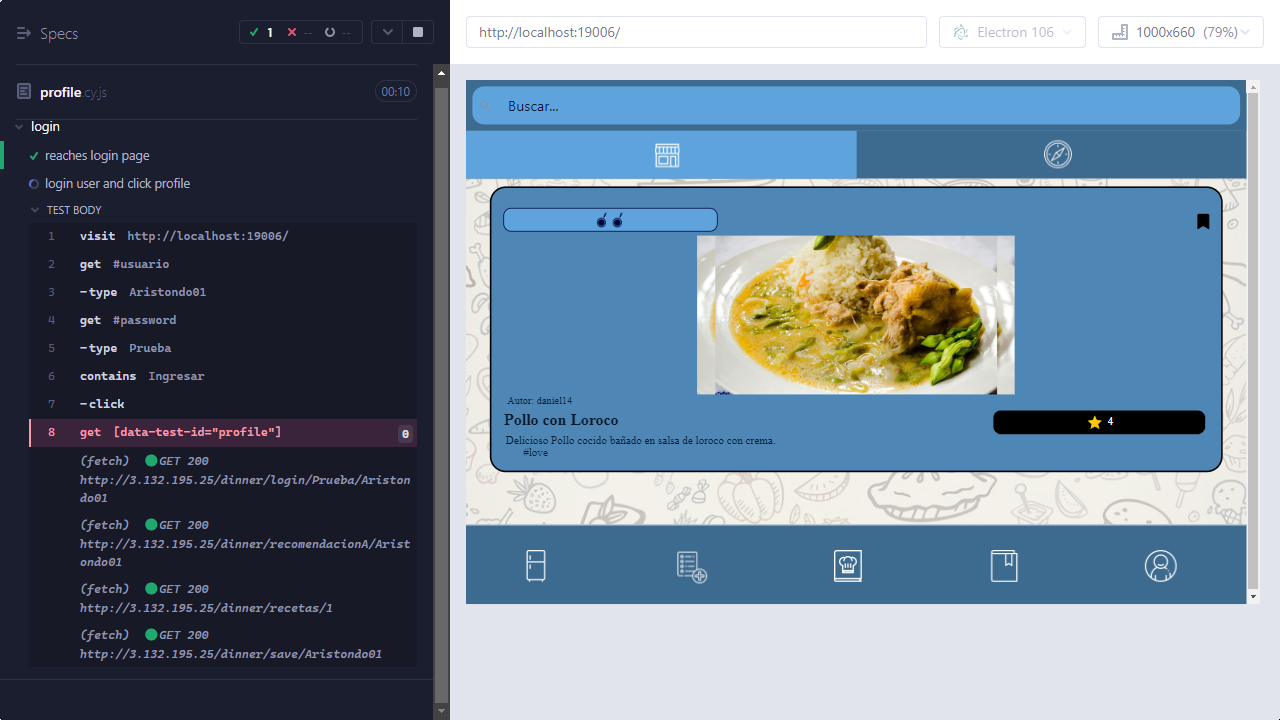 Specs
1
--
--
profile.cy.js
00:10
login
reaches login page
login user and click profile
TEST BODY
1 visit http://localhost:19006/
2 get #usuario
3 -type Aristondo01
4 get #password
5 -type Prueba
6 contains Ingresar
7 -click
8 get [data-test-id="profile"] 0
(fetch) GET 200
http://3.132.195.25/dinner/login/Prueba/Ariston
do01
(fetch) GET 200
http://3.132.195.25/dinner/recomendacionA/Arist
ondo01
(fetch) GET 200
http://3.132.195.25/dinner/recetas/1
(fetch) GET 200
http://3.132.195.25/dinner/save/Aristondo01
http://localhost:19006/
Electron 106
1000x660 (79%)
Buscar...
Autor: daniel14
Pollo con Loroco
4
Delicioso Pollo cocido bañado en salsa de loroco con crema.
#love